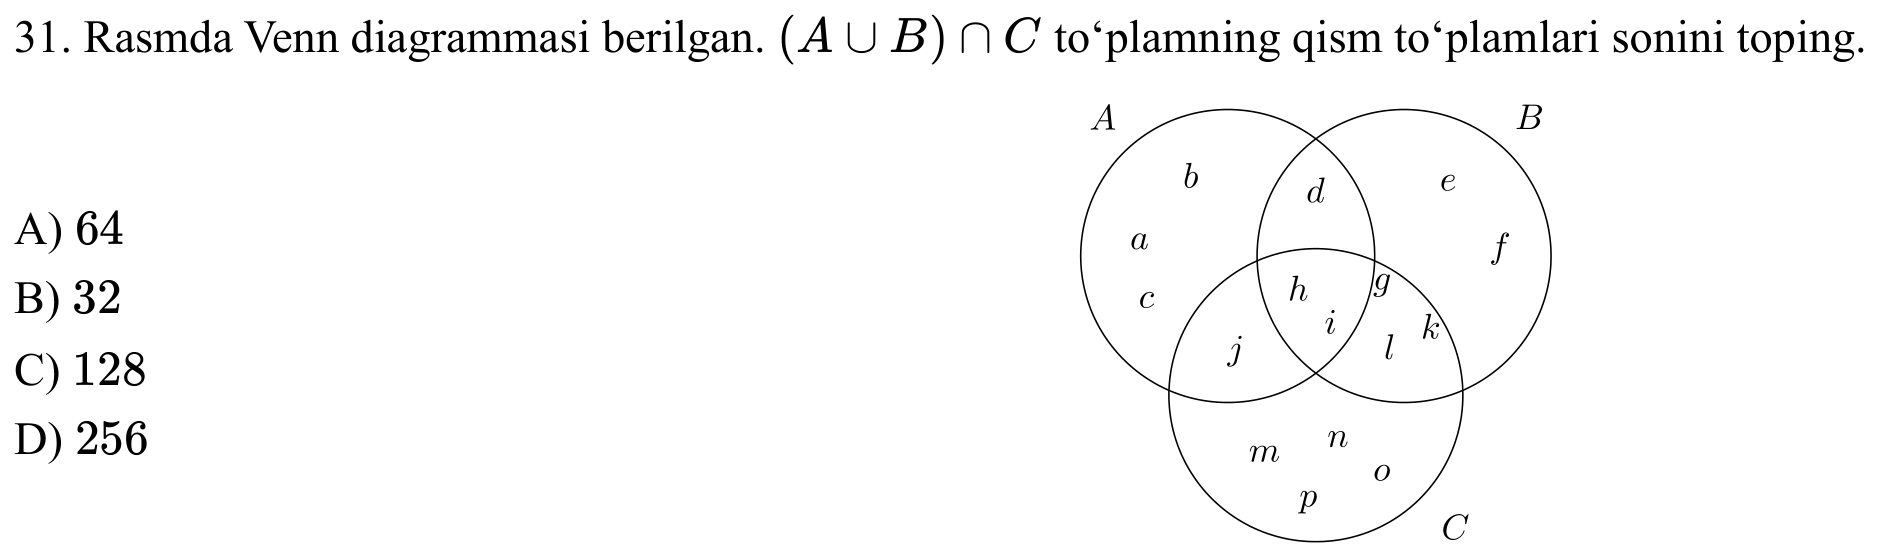 31. Rasmda Venn diagrammasi berilgan. (A ∪ B) ∩ C to‘plamning qism to‘plamlari sonini toping.
A) 64
B) 32
C) 128
D) 256
A
B
b
d
e
a
f
c
h
g
i
k
j
l
m
n
o
p
C